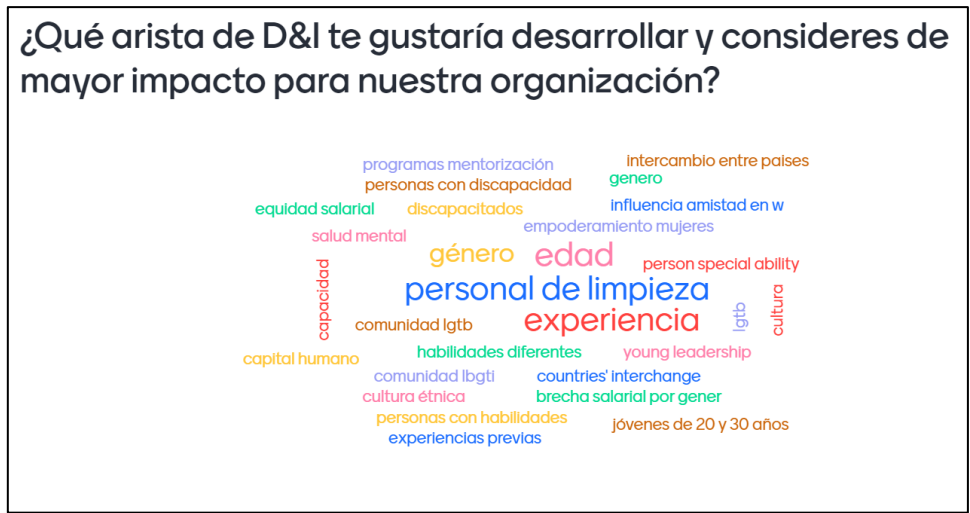 ¿Qué arista de D&I te gustaría desarrollar y consideres de
mayor impacto para nuestra organización?
programas mentorización
intercambio entre paises
personas con discapacidad
genero
equidad salarial
discapacitados
influencia amistad en w
empoderamiento mujeres
salud mental
género
edad
person special ability
capacidad
personal de limpieza
cultura
lgtb
experiencia
comunidad lgtb
capital humano
habilidades diferentes
young leadership
comunidad lbgti
countries' interchange
cultura étnica
brecha salarial por gener
personas con habilidades
jóvenes de 20 y 30 años
experiencias previas